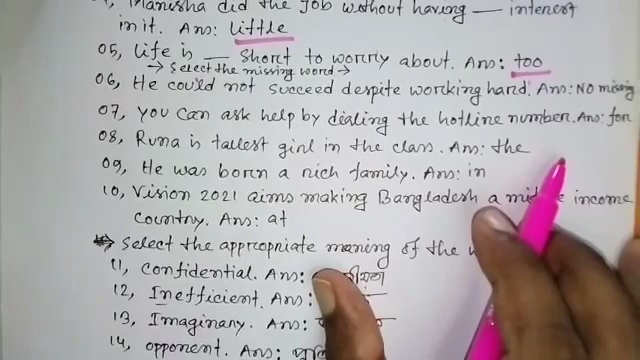 Manisha did the job without having __ interest
in it. Ans: little
05, Life is __ short to worry about. Ans: too
→ Select the missing word →
06, He could not succeed despite working hard. Ans: No missing
07, You can ask help by dialing the hotline number. Ans: for
08, Runa is tallest girl in the class. Ans: the
09, He was born a rich family. Ans: in
10, Vision 2021 aims making Bangladesh a income
country. Ans: at
Select the appropriate maning of the
11, Confidential. Ans:
12, Inefficient. Ans:
13, Imaginary. Ans:
14, opponent. Ans: